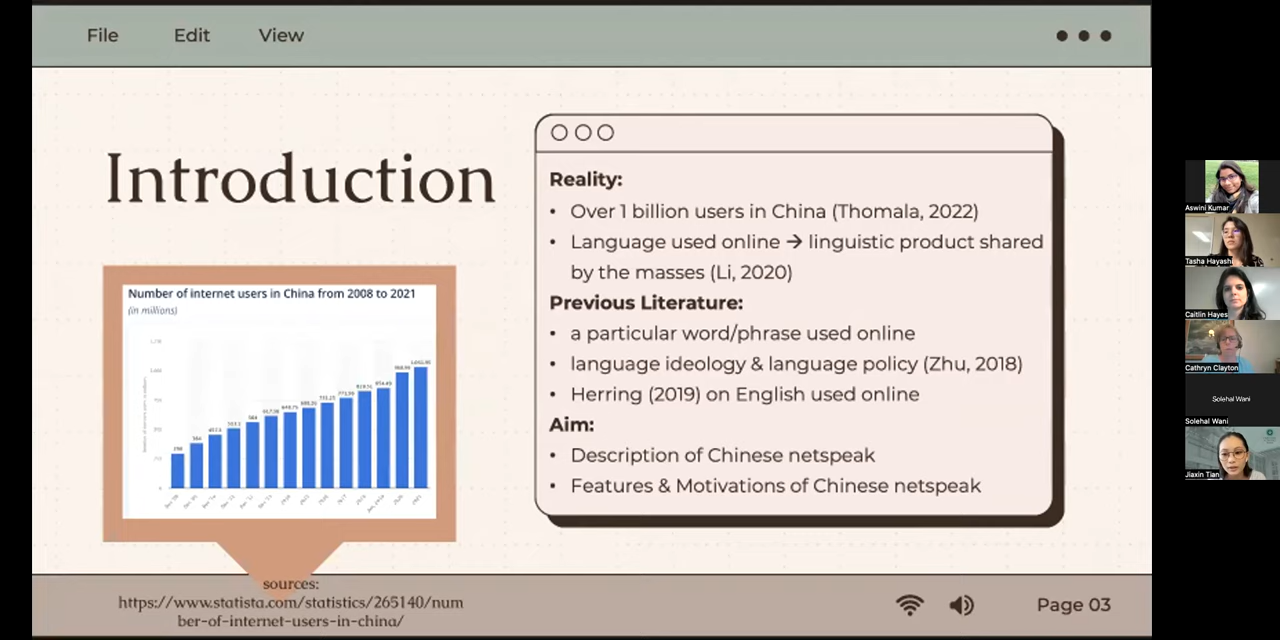 File Edit View
Introduction
Number of internet users in China from 2008 to 2021
(in millions)
Reality:
• Over 1 billion users in China (Thomala, 2022)
• Language used online → linguistic product shared
by the masses (Li, 2020)
Previous Literature:
• a particular word/phrase used online
• language ideology & language policy (Zhu, 2018)
• Herring (2019) on English used online
Aim:
• Description of Chinese netspeak
• Features & Motivations of Chinese netspeak
sources:
https://www.statista.com/statistics/265140/num
ber-of-internet-users-in-china/
Page 03
Aswini Kumar
Tasha Hayashi
Caitlin Hayes
Cathryn Clayton
Solehal Wani
Solehal Wani
Jiaxin Tian